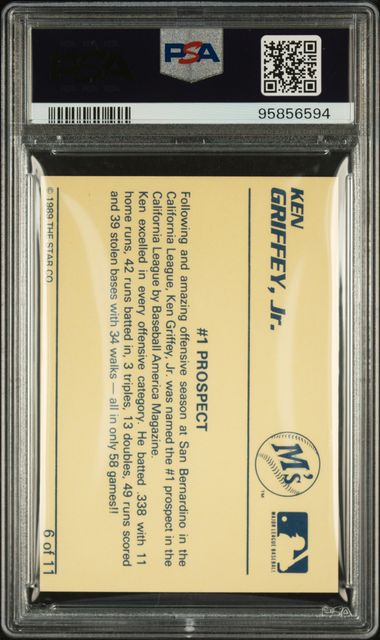 PSA
PSA
95856594
KEN
GRIFFEY, Jr.
M's
TM
MAJOR LEAGUE BASEBALL
#1 PROSPECT
Following and amazing offensive season at San Bernardino in the
California League, Ken Griffey, Jr. was named the #1 prospect in the
California League by Baseball America Magazine.
Ken excelled in every offensive category. He batted .338 with 11
home runs, 42 runs batted in, 3 triples, 13 doubles, 49 runs scored
and 39 stolen bases with 34 walks — all in only 58 games!!
© 1989 THE STAR CO.
6 of 11
PSA